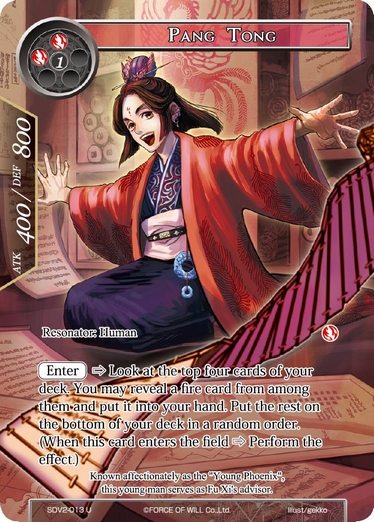 Pang Tong
1
ATK 400 / DEF 800
Resonator: Human
Enter ⇨ Look at the top four cards of your
deck. You may reveal a fire card from among
them and put it into your hand. Put the rest on
the bottom of your deck in a random order.
(When this card enters the field ⇨ Perform the
effect.)
Known affectionately as the "Young Phoenix",
this young man serves as Fu Xi's advisor.
SOV2-013 U ©FORCE OF WILL Co.,Ltd. Illust/gekko